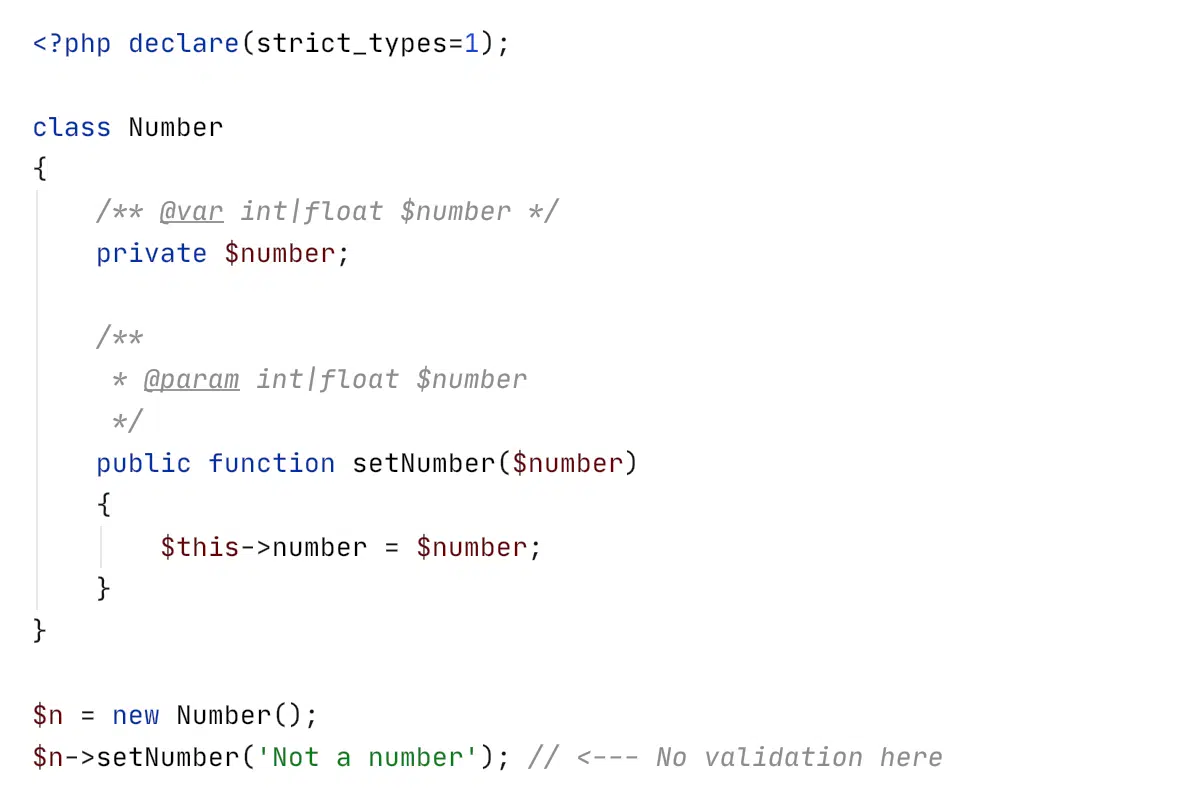 <?php declare(strict_types=1);
class Number
{
/** @var int|float $number */
private $number;
/**
* @param int|float $number
*/
public function setNumber($number)
{
$this->number = $number;
}
}
$n = new Number();
$n->setNumber('Not a number'); // <--- No validation here